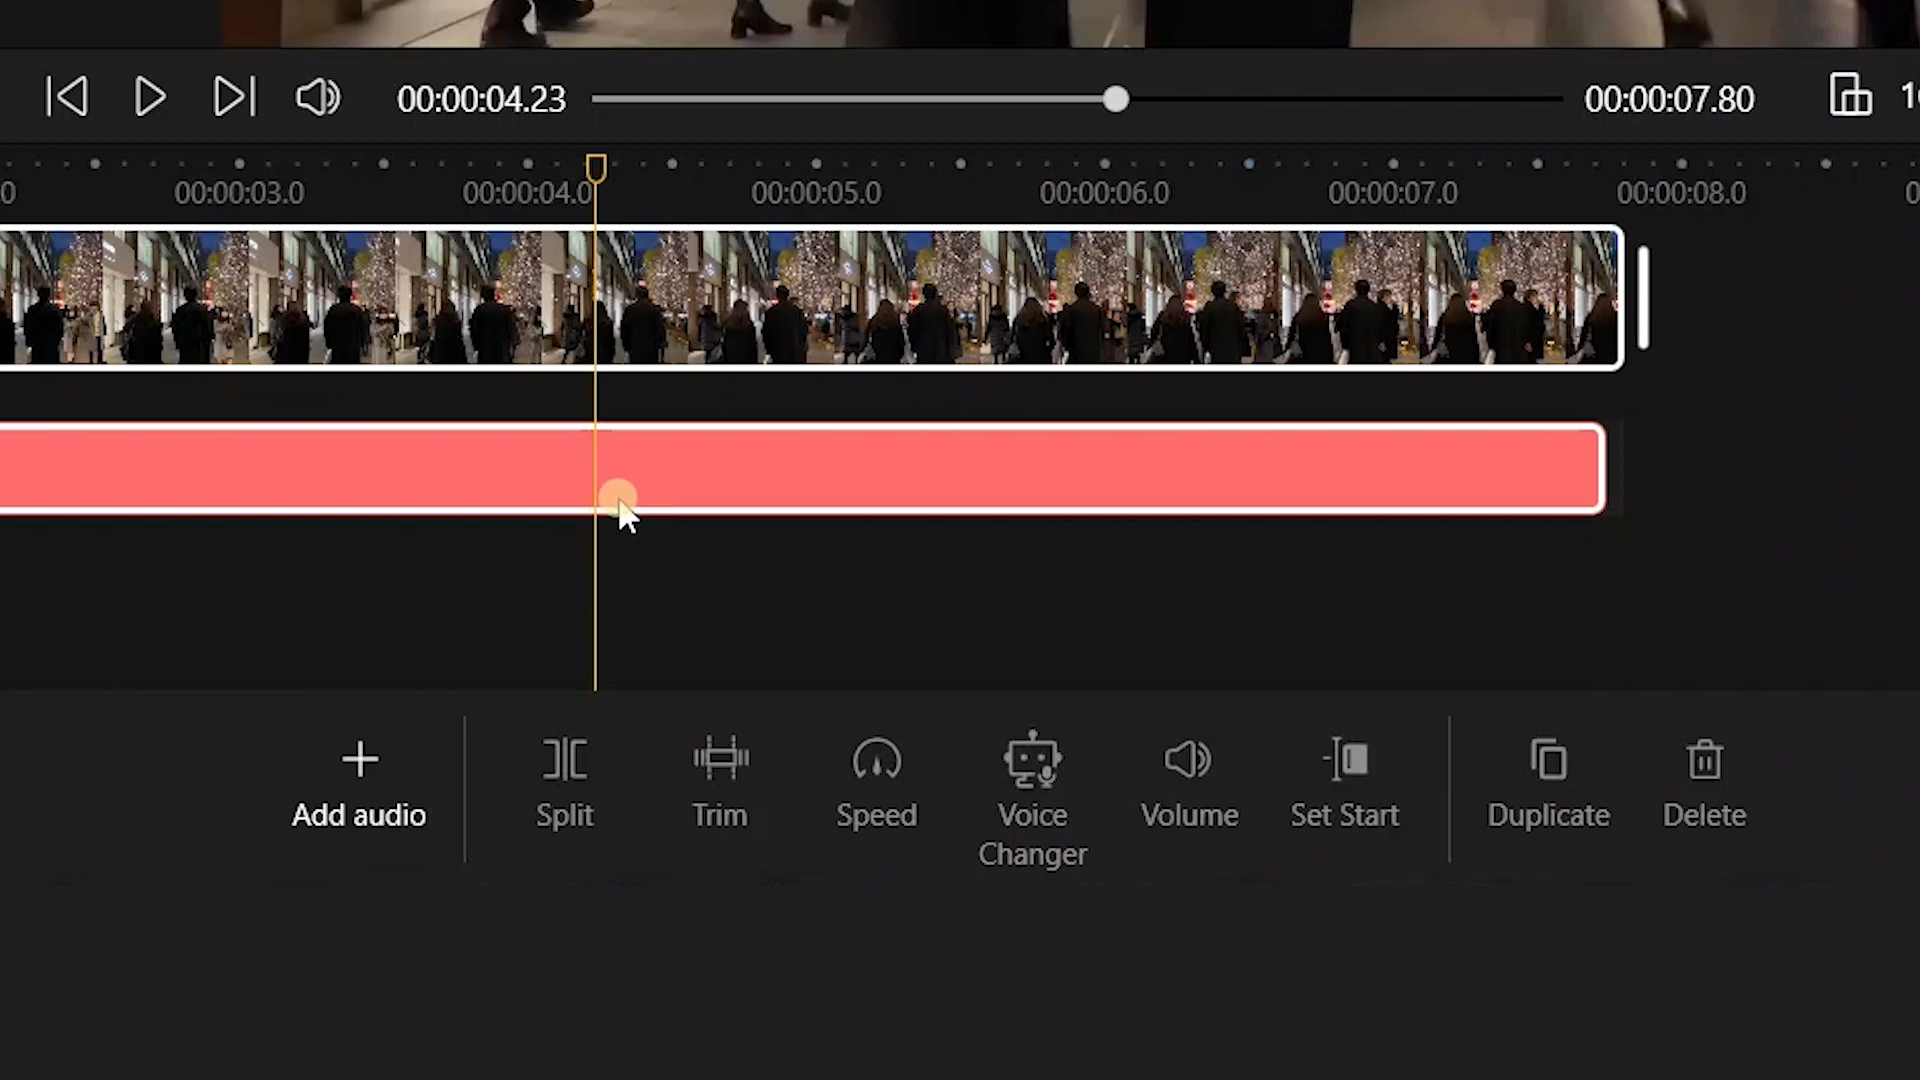 00:00:04.23
00:00:07.80
00:00:03.0
00:00:04.0
00:00:05.0
00:00:06.0
00:00:07.0
00:00:08.0
Add audio
Split
Trim
Speed
Voice
Changer
Volume
Set Start
Duplicate
Delete